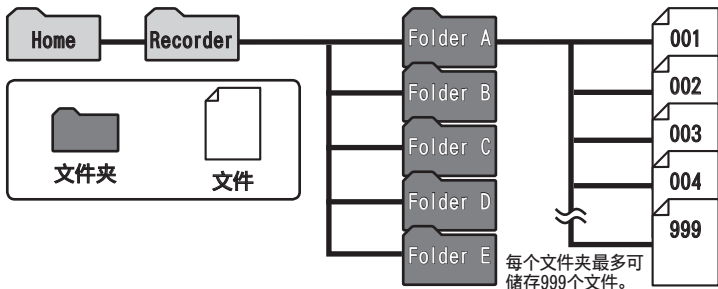 Home
Recorder
Folder A
Folder B
Folder C
Folder D
Folder E
001
002
003
004
999
文件夹
文件
每个文件夹最多可
储存999个文件。